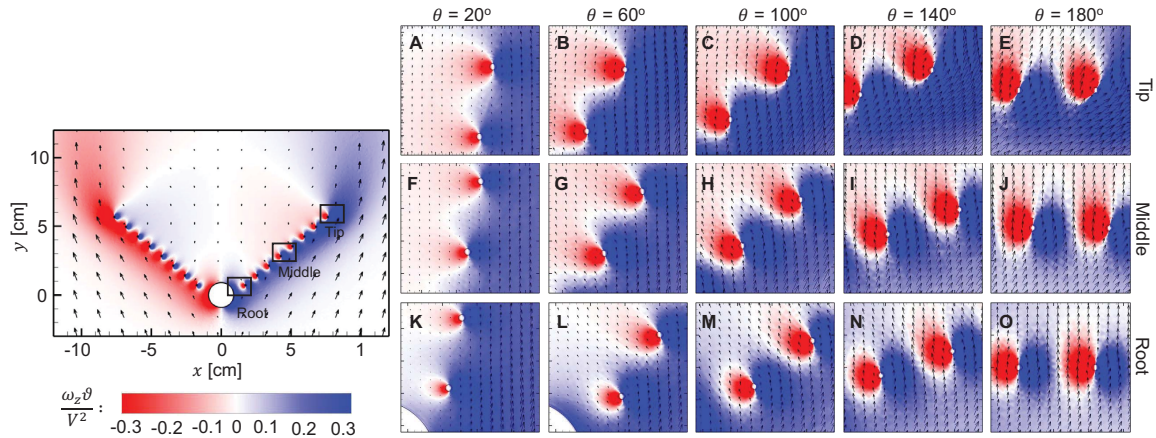 θ = 20° θ = 60° θ = 100° θ = 140° θ = 180°
A B C D E
Tip
F G H I J
Middle
K L M N O
Root
10
5
0
y [cm]
Tip
Middle
Root
-10 -5 0 5 10
x [cm]
ω_z ϑ / V² :
-0.3 -0.2 -0.1 0 0.1 0.2 0.3